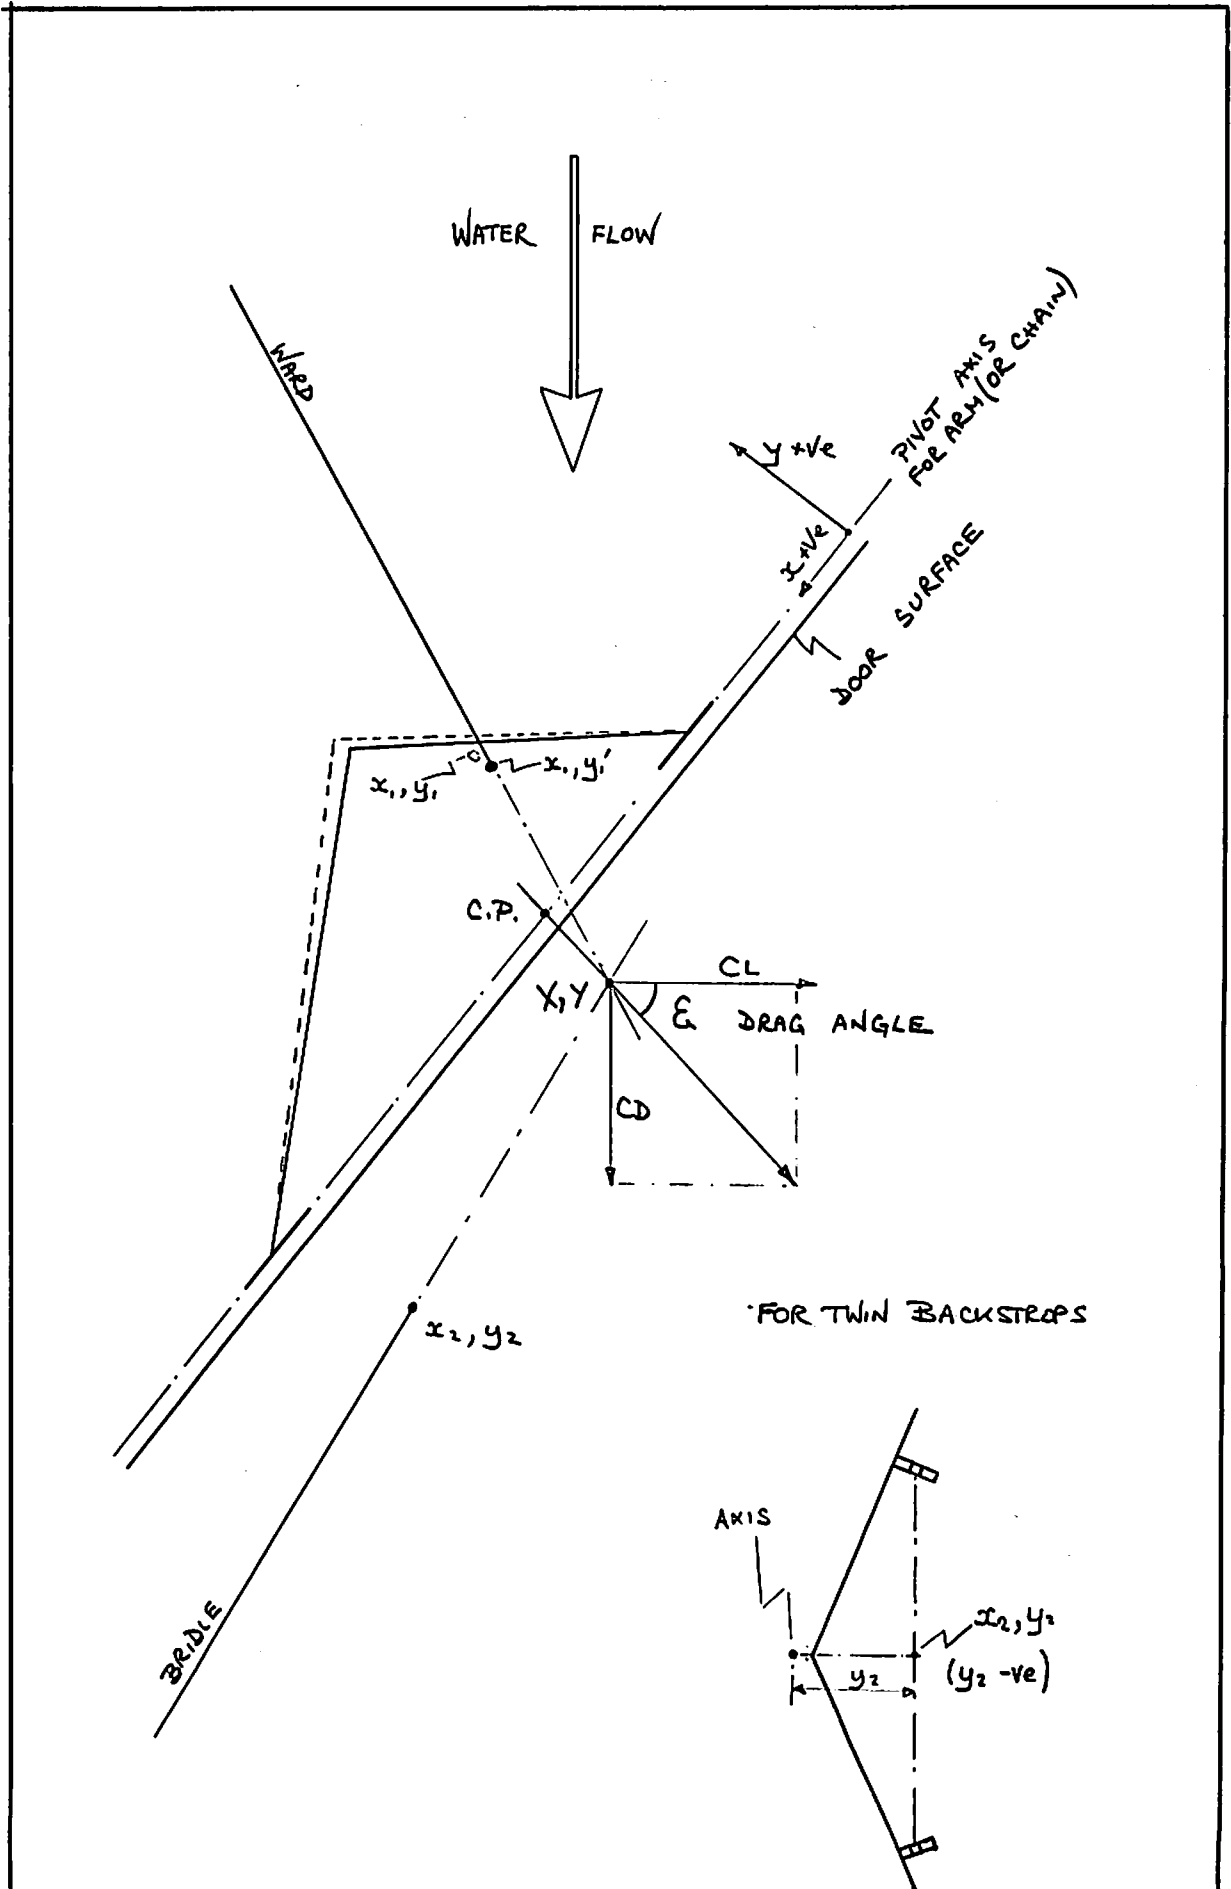 WATER FLOW
WARP
PIVOT AXIS
FOR ARM (OR CHAIN)
y +ve
x +ve
DOOR SURFACE
x₁, y₁
x₁, y₁'
C.P.
X, Y
CL
Ɛ DRAG ANGLE
CD
x₂, y₂
FOR TWIN BACKSTROPS
BRIDLE
AXIS
x₂, y₂
(y₂ -ve)
y₂